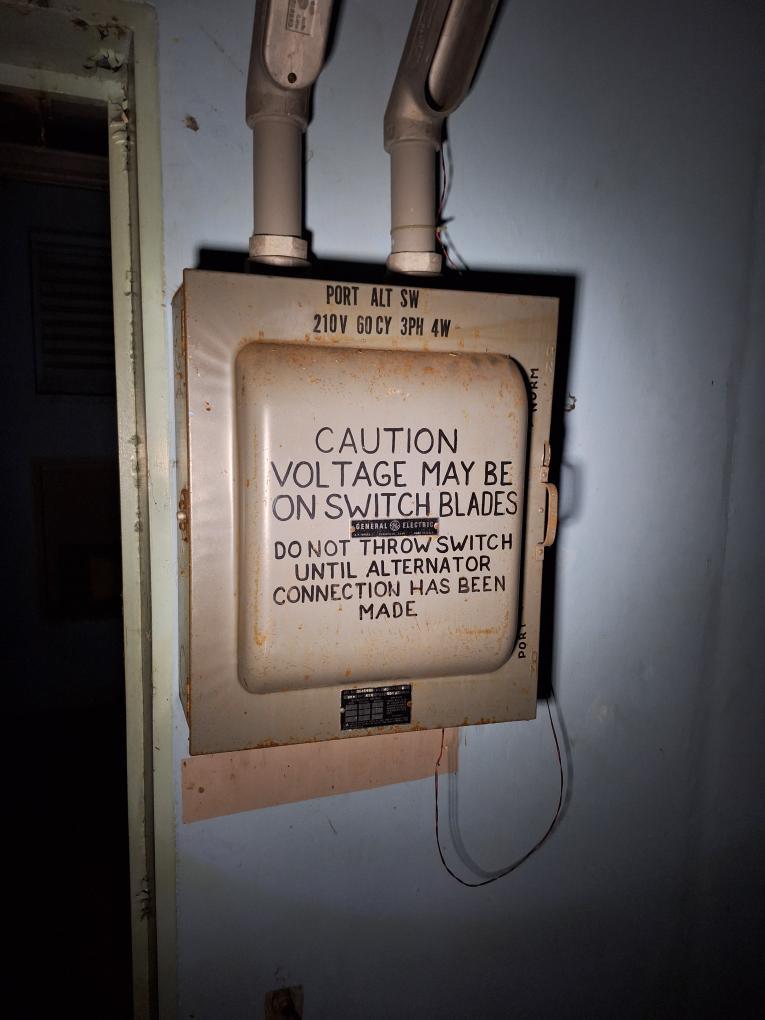 PORT ALT SW
210V 60CY 3PH 4W
NORM
CAUTION
VOLTAGE MAY BE
ON SWITCH BLADES
GENERAL GE ELECTRIC
DO NOT THROW SWITCH
UNTIL ALTERNATOR
CONNECTION HAS BEEN
MADE
PORT